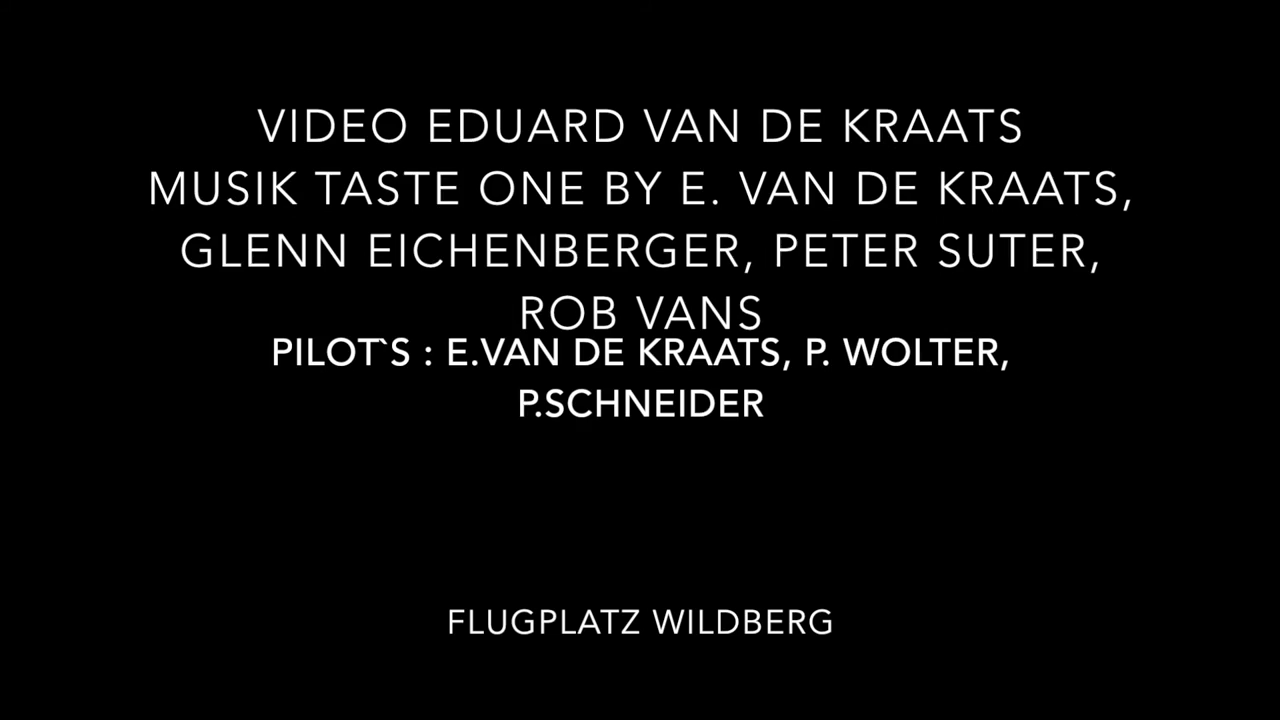 VIDEO EDUARD VAN DE KRAATS
MUSIK TASTE ONE BY E. VAN DE KRAATS,
GLENN EICHENBERGER, PETER SUTER,
ROB VANS
PILOT`S : E.VAN DE KRAATS, P. WOLTER,
P.SCHNEIDER
FLUGPLATZ WILDBERG